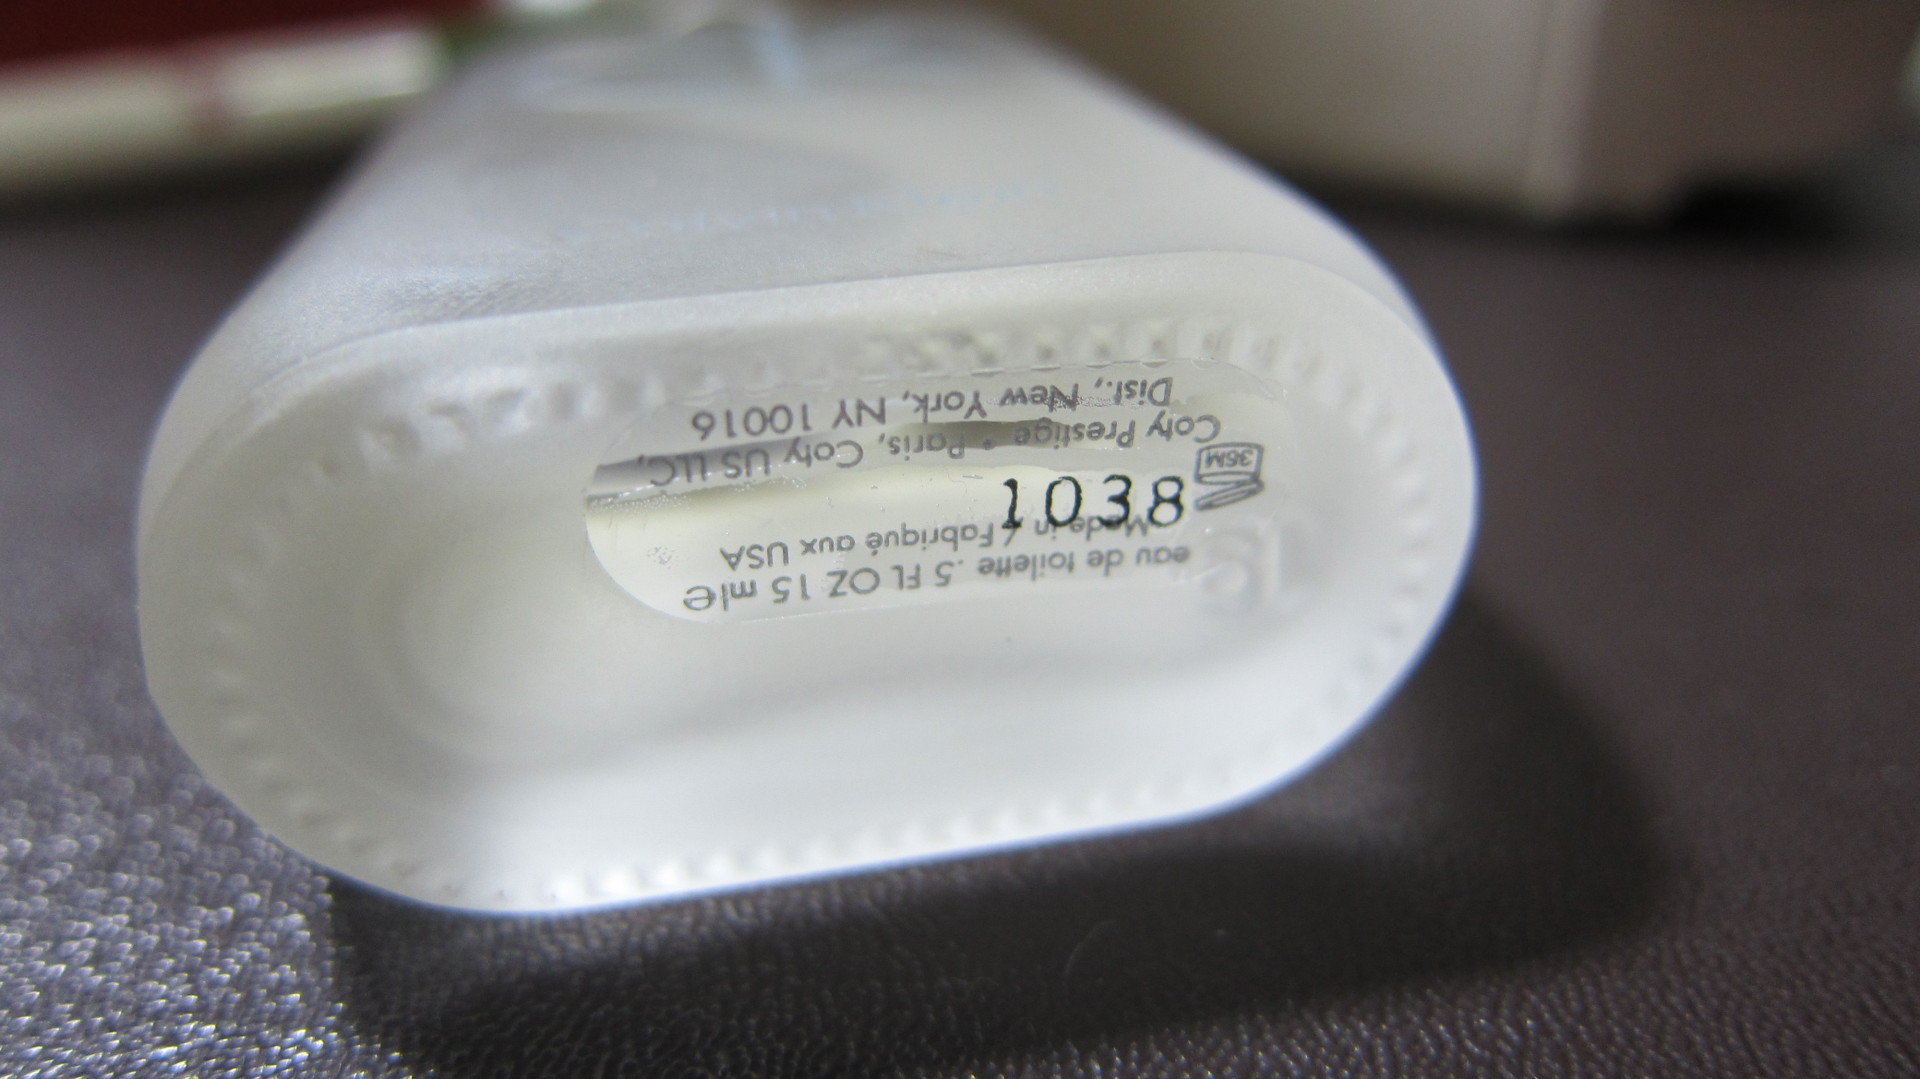 eau de toilette .5 FL OZ 15 ml e
Made in / Fabriqué aux USA
1038
36M
Coty Prestige • Paris, Coty US LLC,
Dist., New York, NY 10016